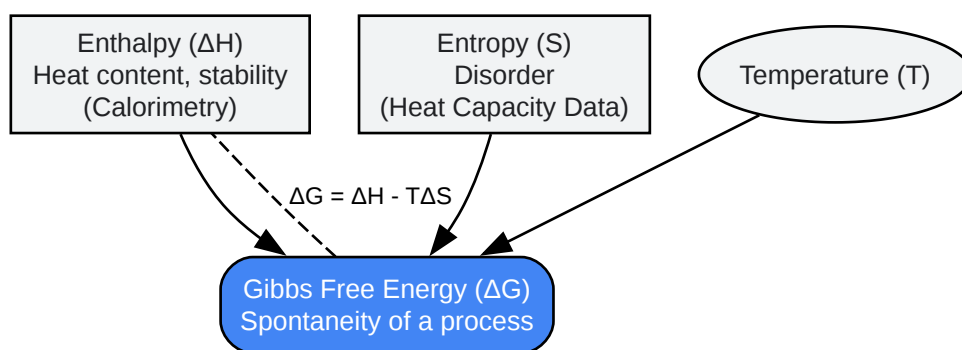 Enthalpy (ΔH)
Heat content, stability
(Calorimetry)
Entropy (S)
Disorder
(Heat Capacity Data)
Temperature (T)
ΔG = ΔH - TΔS
Gibbs Free Energy (ΔG)
Spontaneity of a process